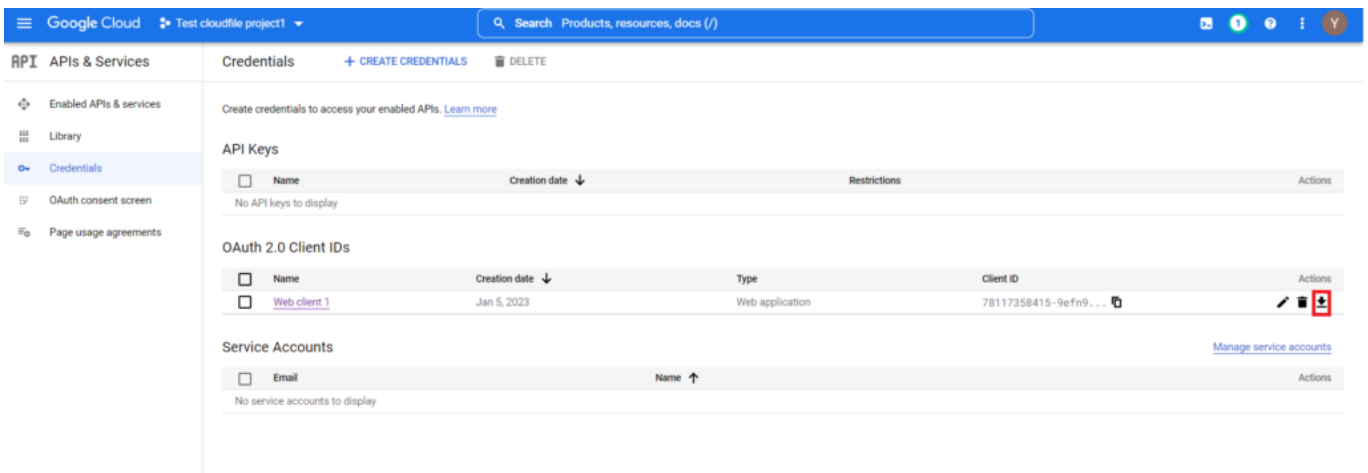 Google Cloud Test cloudfile project1 Search Products, resources, docs (/) 1 ? Y
API APIs & Services Credentials + CREATE CREDENTIALS DELETE
Enabled APIs & services
Create credentials to access your enabled APIs. Learn more
Library
API Keys
Credentials
Name Creation date Restrictions Actions
OAuth consent screen
No API keys to display
Page usage agreements
OAuth 2.0 Client IDs
Name Creation date Type Client ID Actions
Web client 1 Jan 5, 2023 Web application 78117358415-9efn9...
Service Accounts Manage service accounts
Email Name Actions
No service accounts to display